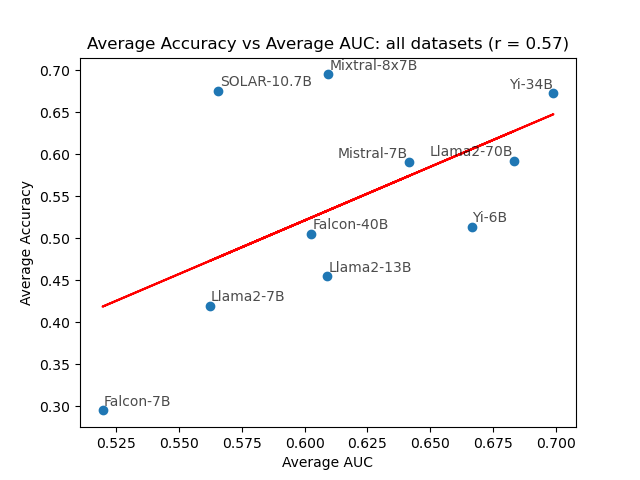 Average Accuracy vs Average AUC: all datasets (r = 0.57)
0.70
0.65
0.60
0.55
0.50
0.45
0.40
0.35
0.30
Average Accuracy
Mixtral-8x7B
SOLAR-10.7B
Yi-34B
Mistral-7B
Llama2-70B
Yi-6B
Falcon-40B
Llama2-13B
Llama2-7B
Falcon-7B
0.525 0.550 0.575 0.600 0.625 0.650 0.675 0.700
Average AUC